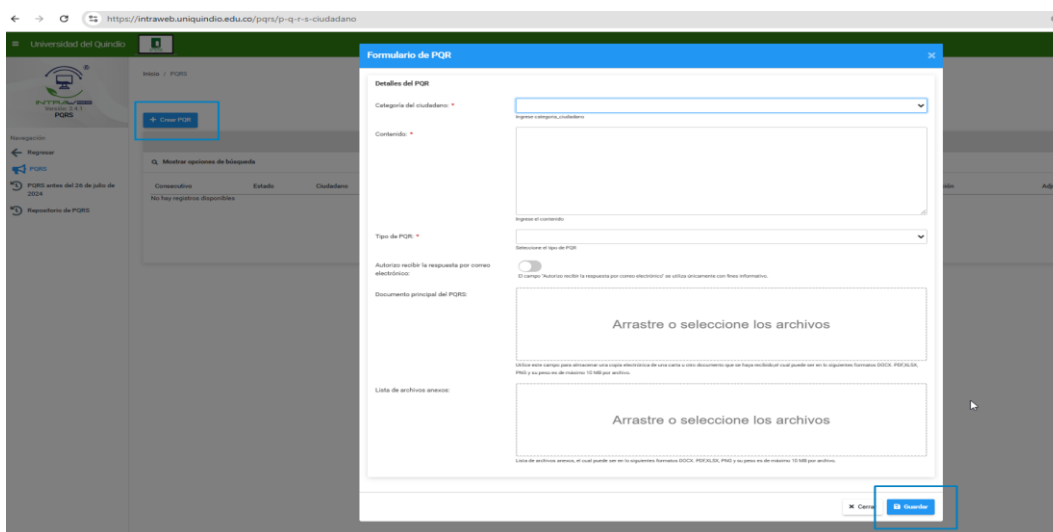 https://intraweb.uniquindio.edu.co/pqrs/p-q-r-s-ciudadano
Universidad del Quindío
INTRAWEB
Versión 2.4.1
PQRS
Navegación
Regresar
PQRS
PQRS antes del 26 de julio de
2024
Repositorio de PQRS
Inicio / PQRS
+ Crear PQR
Mostrar opciones de búsqueda
Consecutivo Estado Ciudadano
No hay registros disponibles
Formulario de PQR
Detalles del PQR
Categoría del ciudadano: *
Ingrese categoria_ciudadano
Contenido: *
Ingrese el contenido
Tipo de PQR: *
Seleccione el tipo de PQR
Autorizo recibir la respuesta por correo
electrónico:
El campo "Autorizo recibir la respuesta por correo electrónico" se utiliza únicamente con fines informativo.
Documento principal del PQRS:
Arrastre o seleccione los archivos
Utilice este campo para almacenar una copia electrónica de una carta u otro documento que se haya recibido,el cual puede ser en lo siguientes formatos DOCX. PDF,XLSX,
PNG y su peso es de máximo 10 MB por archivo.
Lista de archivos anexos:
Arrastre o seleccione los archivos
Lista de archivos anexos, el cual puede ser en lo siguientes formatos DOCX. PDF,XLSX, PNG y su peso es de máximo 10 MB por archivo.
Guardar